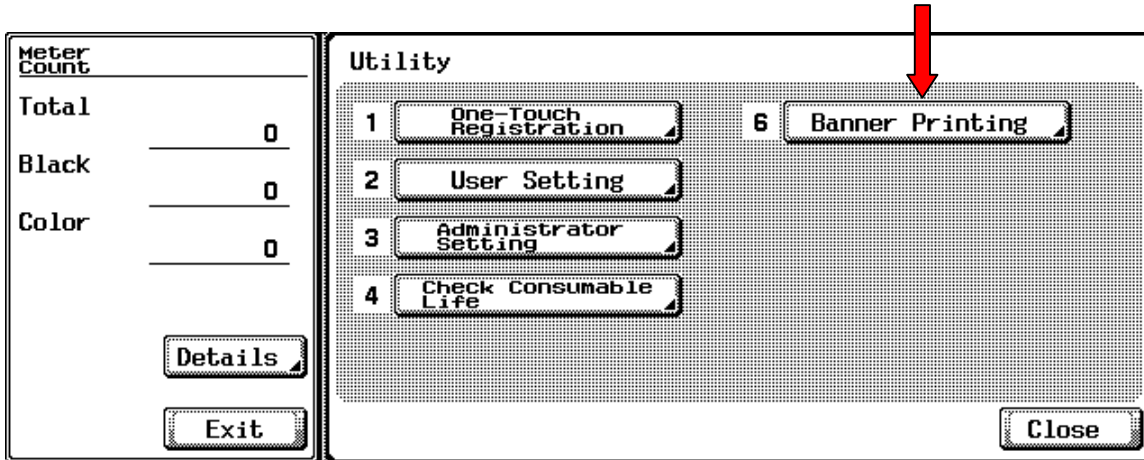 Meter
Count
Total
0
Black
0
Color
0
Details
Exit
Utility
1 One-Touch
Registration
2 User Setting
3 Administrator
Setting
4 Check Consumable
Life
6 Banner Printing
Close